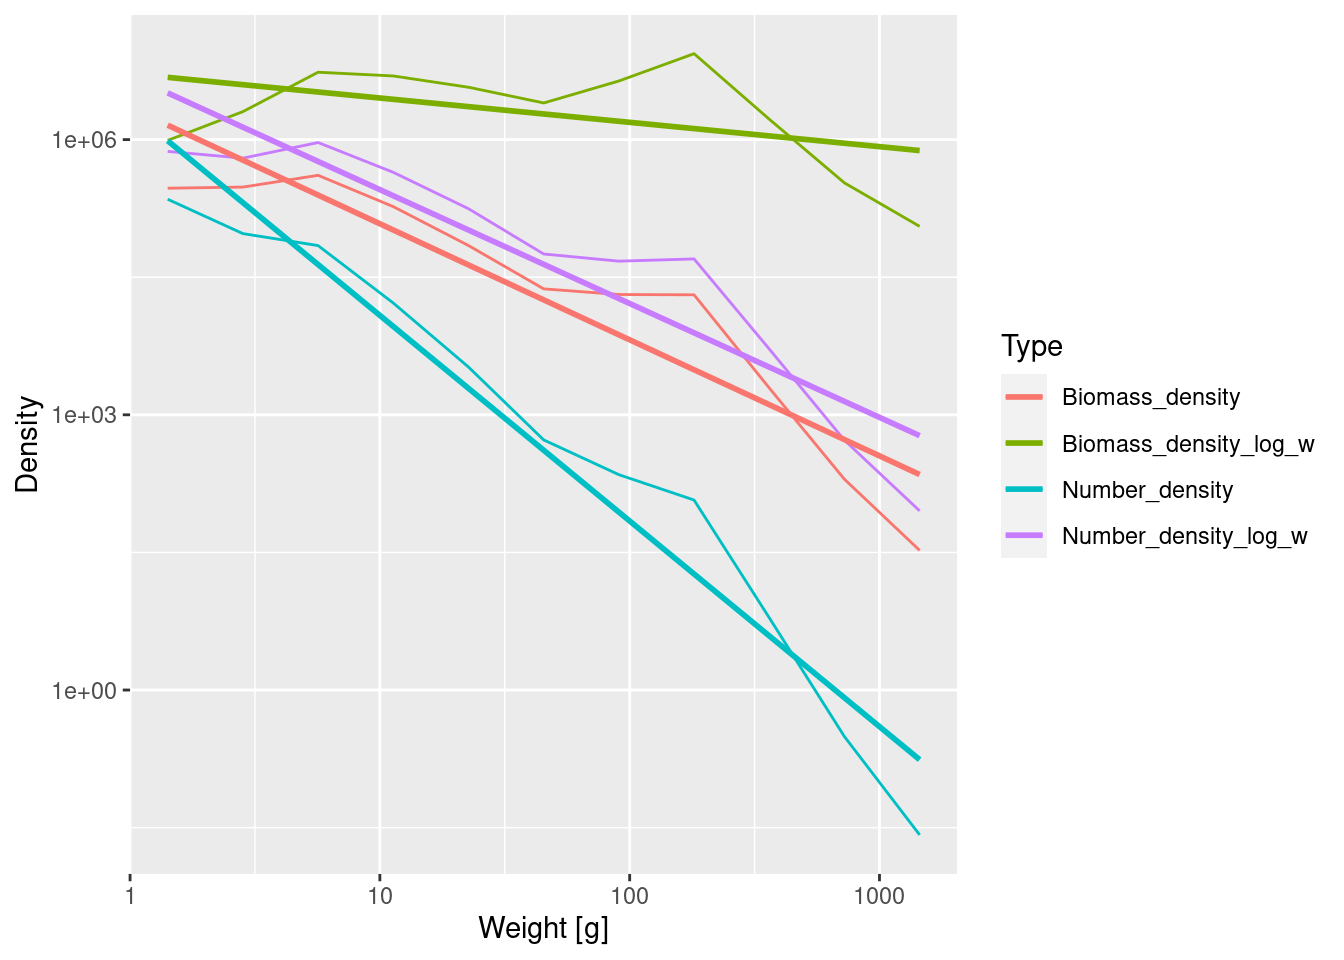 1e+06
1e+03
1e+00
Density
1
10
100
1000
Weight [g]
Type
Biomass_density
Biomass_density_log_w
Number_density
Number_density_log_w